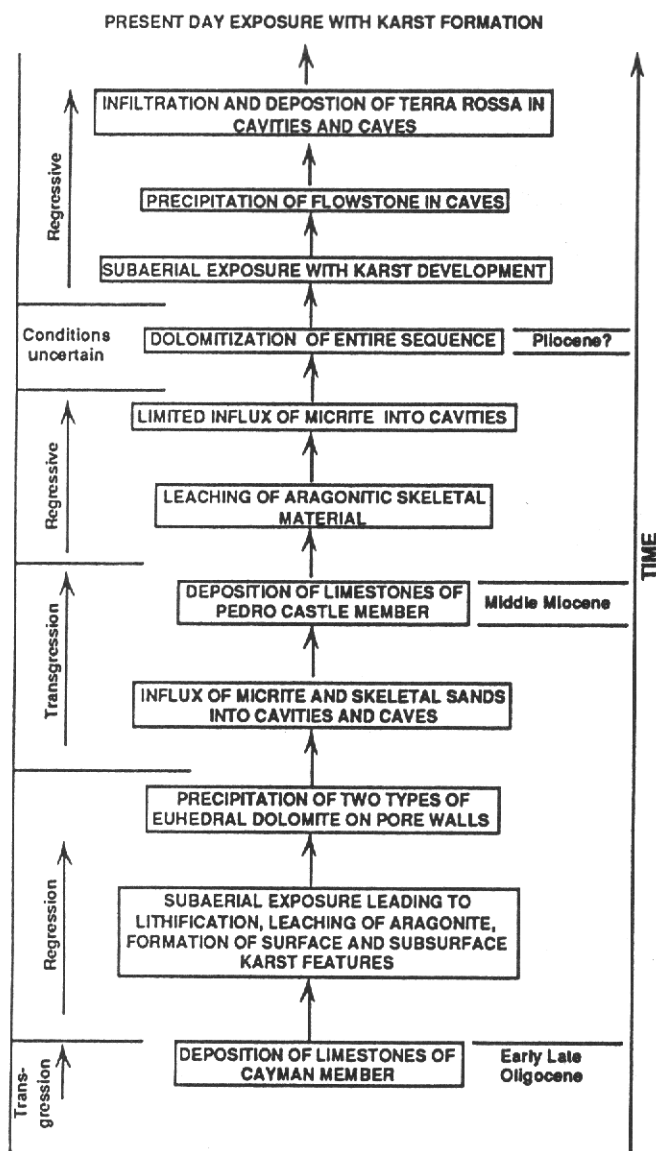 PRESENT DAY EXPOSURE WITH KARST FORMATION
INFILTRATION AND DEPOSTION OF TERRA ROSSA IN
CAVITIES AND CAVES
Regressive
PRECIPITATION OF FLOWSTONE IN CAVES
SUBAERIAL EXPOSURE WITH KARST DEVELOPMENT
Conditions
uncertain
DOLOMITIZATION OF ENTIRE SEQUENCE
Pliocene?
LIMITED INFLUX OF MICRITE INTO CAVITIES
Regressive
LEACHING OF ARAGONITIC SKELETAL
MATERIAL
TIME
DEPOSITION OF LIMESTONES OF
PEDRO CASTLE MEMBER
Middle Miocene
Transgression
INFLUX OF MICRITE AND SKELETAL SANDS
INTO CAVITIES AND CAVES
PRECIPITATION OF TWO TYPES OF
EUHEDRAL DOLOMITE ON PORE WALLS
Regression
SUBAERIAL EXPOSURE LEADING TO
LITHIFICATION, LEACHING OF ARAGONITE,
FORMATION OF SURFACE AND SUBSURFACE
KARST FEATURES
Trans-
gression
DEPOSITION OF LIMESTONES OF
CAYMAN MEMBER
Early Late
Oligocene